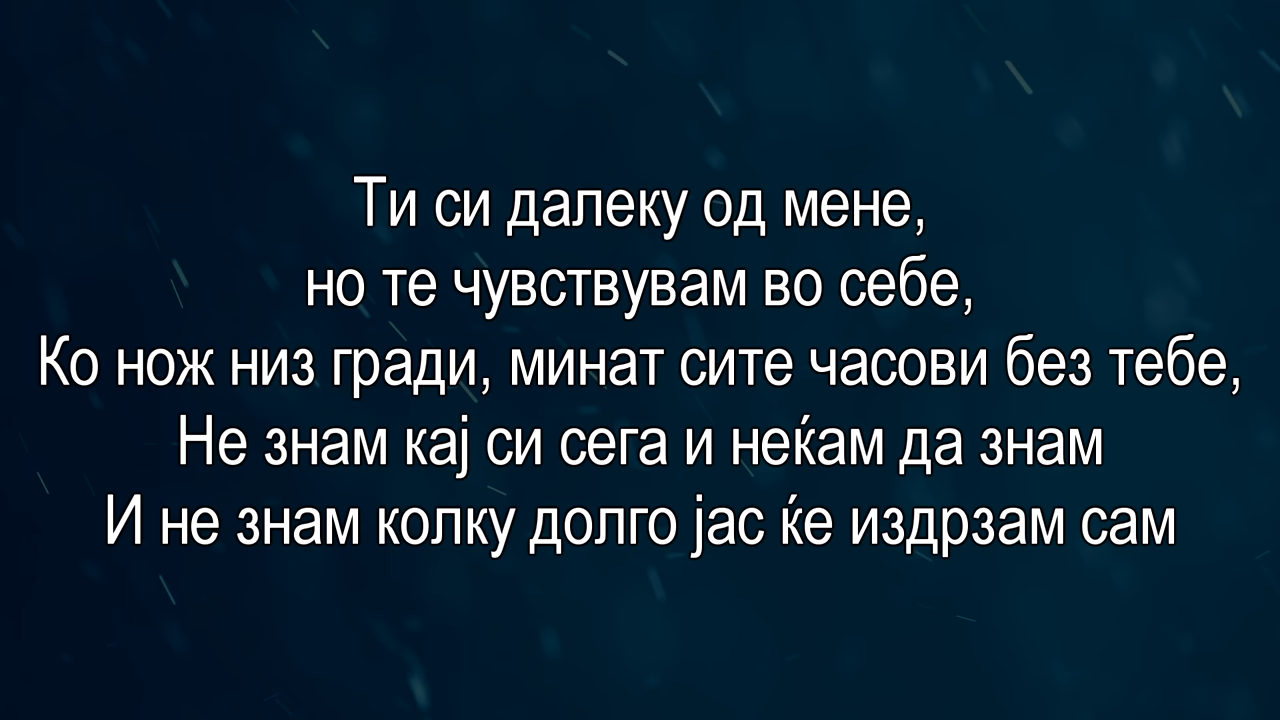 Ти си далеку од мене,
но те чувствувам во себе,
Ко нож низ гради, минат сите часови без тебе,
Не знам кај си сега и неќам да знам
И не знам колку долго јас ќе издрзам сам